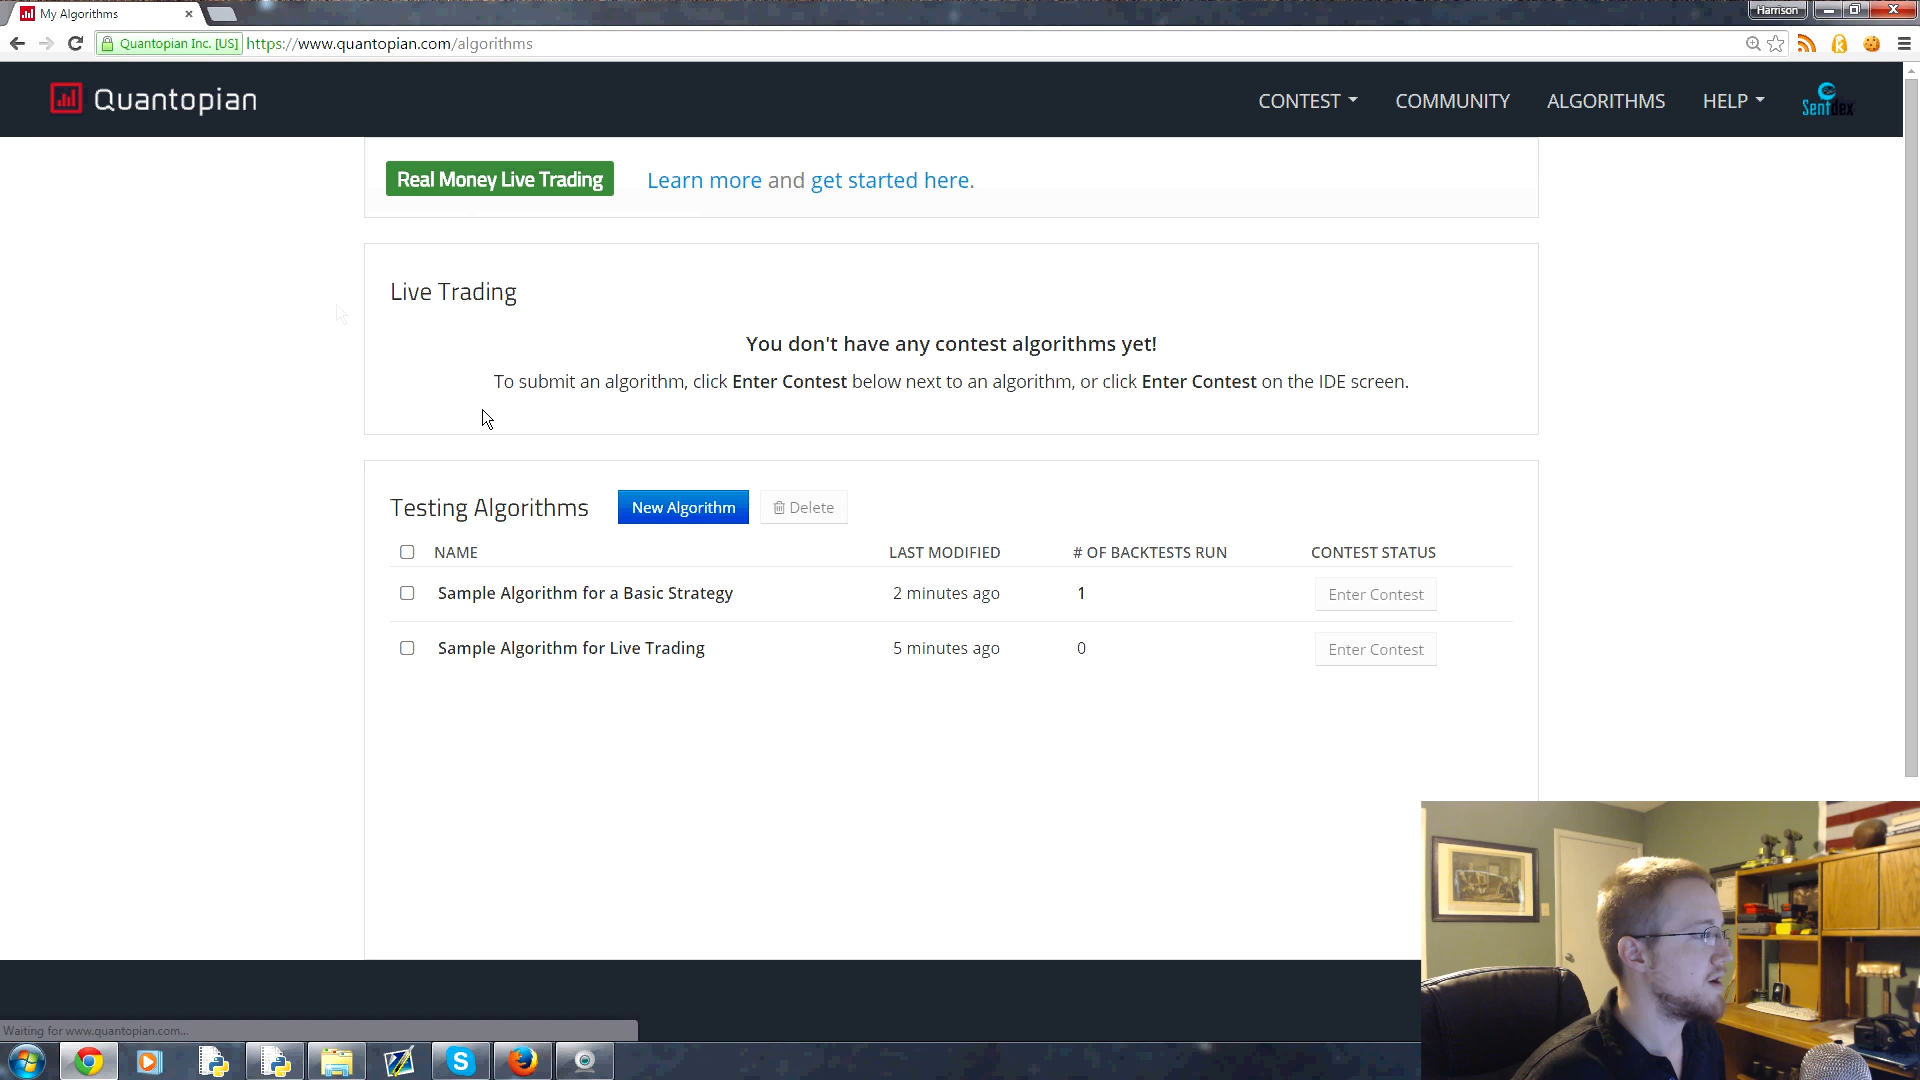 My Algorithms
Harrison
Quantopian Inc. [US] https://www.quantopian.com/algorithms
Quantopian
CONTEST COMMUNITY ALGORITHMS HELP
Sentdex
Real Money Live Trading Learn more and get started here.
Live Trading
You don't have any contest algorithms yet!
To submit an algorithm, click Enter Contest below next to an algorithm, or click Enter Contest on the IDE screen.
Testing Algorithms New Algorithm Delete
NAME LAST MODIFIED # OF BACKTESTS RUN CONTEST STATUS
Sample Algorithm for a Basic Strategy 2 minutes ago 1 Enter Contest
Sample Algorithm for Live Trading 5 minutes ago 0 Enter Contest
Waiting for www.quantopian.com...